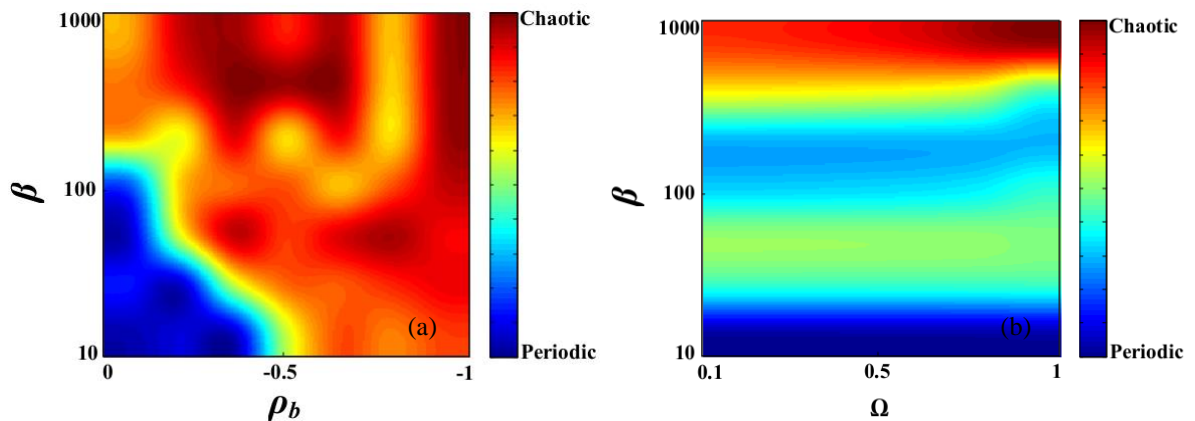 1000
100
10
β
0
-0.5
-1
ρb
(a)
Chaotic
Periodic
1000
100
10
β
0.1
0.5
1
Ω
(b)
Chaotic
Periodic